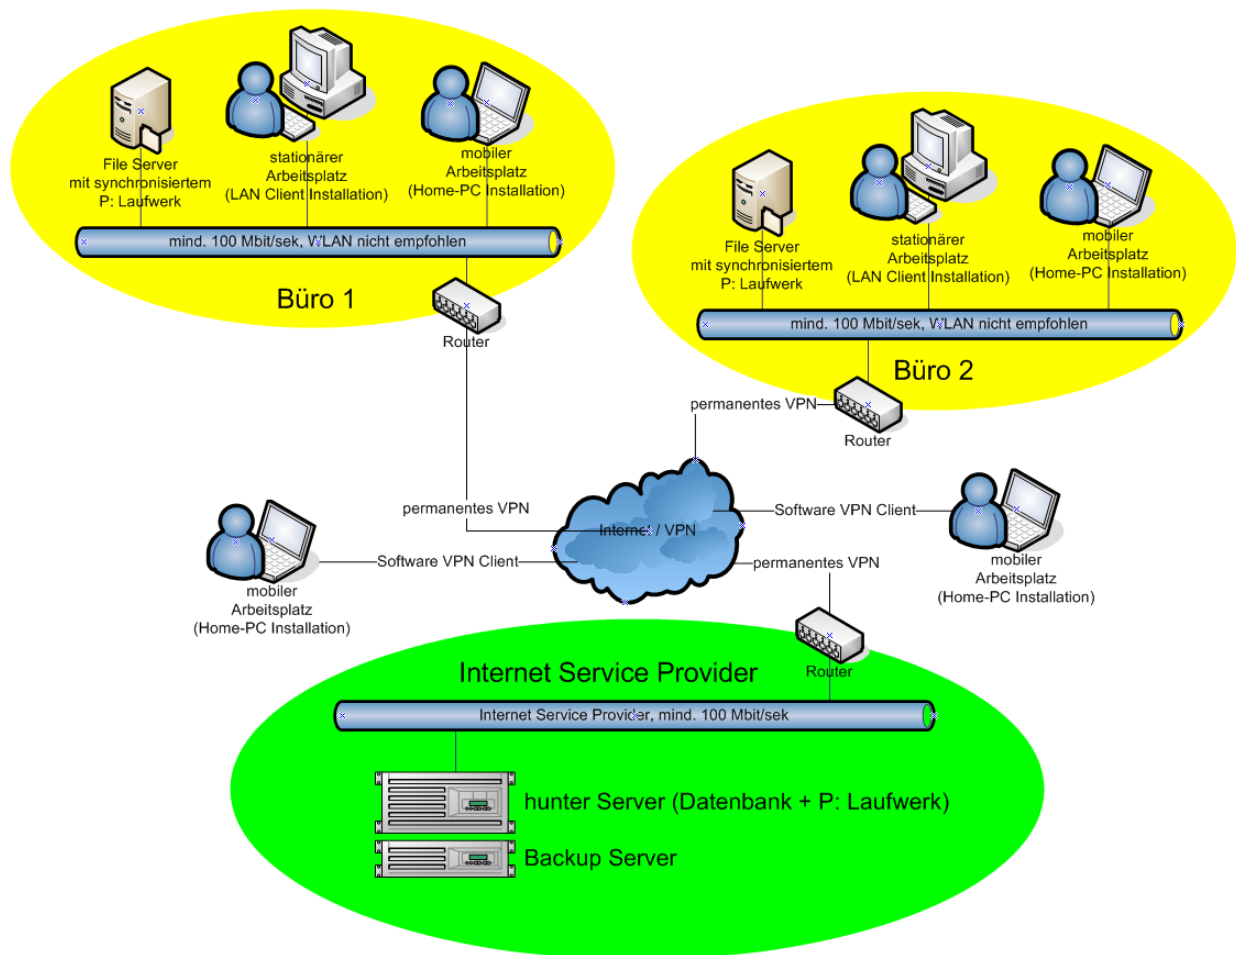 File Server
mit synchronisiertem
P: Laufwerk
stationärer
Arbeitsplatz
(LAN Client Installation)
mobiler
Arbeitsplatz
(Home-PC Installation)
mind. 100 Mbit/sek, WLAN nicht empfohlen
Büro 1
Router
File Server
mit synchronisiertem
P: Laufwerk
stationärer
Arbeitsplatz
(LAN Client Installation)
mobiler
Arbeitsplatz
(Home-PC Installation)
mind. 100 Mbit/sek, WLAN nicht empfohlen
Büro 2
permanentes VPN
Router
permanentes VPN
Internet / VPN
Software VPN Client
mobiler
Arbeitsplatz
(Home-PC Installation)
Software VPN Client
mobiler
Arbeitsplatz
(Home-PC Installation)
permanentes VPN
Router
Internet Service Provider
Internet Service Provider, mind. 100 Mbit/sek
hunter Server (Datenbank + P: Laufwerk)
Backup Server